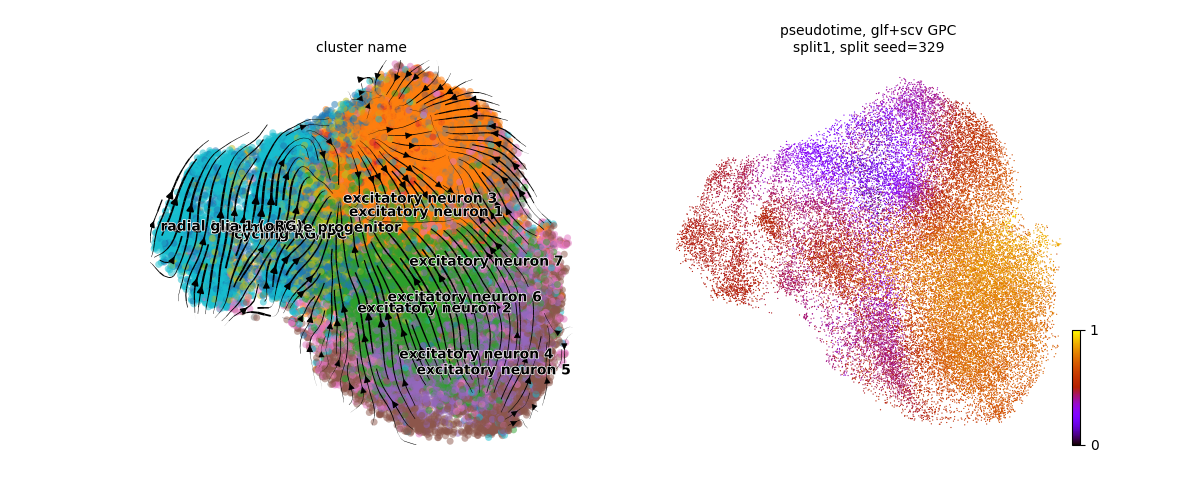 cluster name
pseudotime, glf+scv GPC
split1, split seed=329
excitatory neuron 3
excitatory neuron 1
radial glia
progenitor
cycling RG/IPC
excitatory neuron 7
excitatory neuron 6
excitatory neuron 2
excitatory neuron 4
excitatory neuron 5
1
0